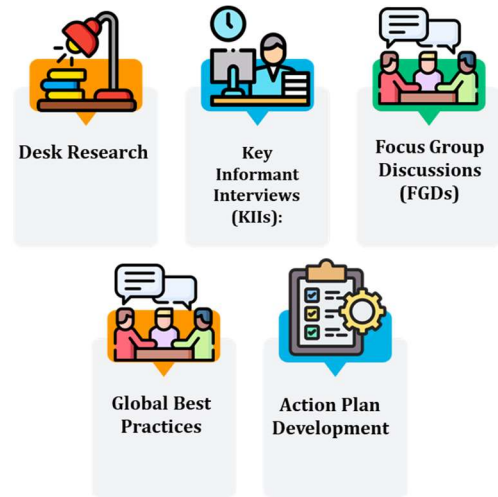 Desk Research
Key
Informant
Interviews
(KIIs):
Focus Group
Discussions
(FGDs)
Global Best
Practices
Action Plan
Development